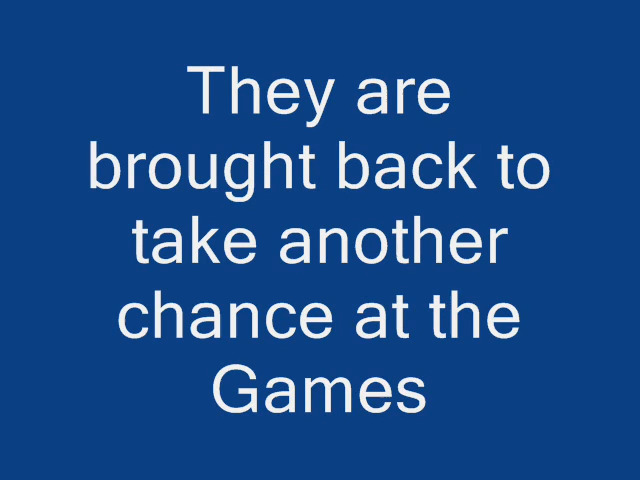 They are
brought back to
take another
chance at the
Games